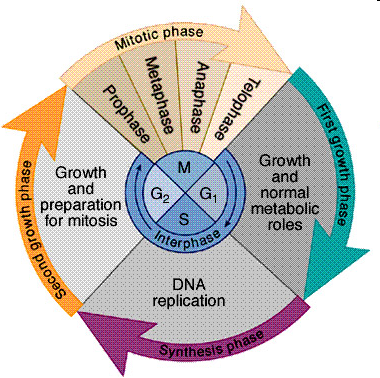 Mitotic phase
Prophase
Metaphase
Anaphase
Telophase
First growth phase
Second growth phase
Growth
and
preparation
for mitosis
M
G2
G1
S
Interphase
Growth
and
normal
metabolic
roles
DNA
replication
Synthesis phase